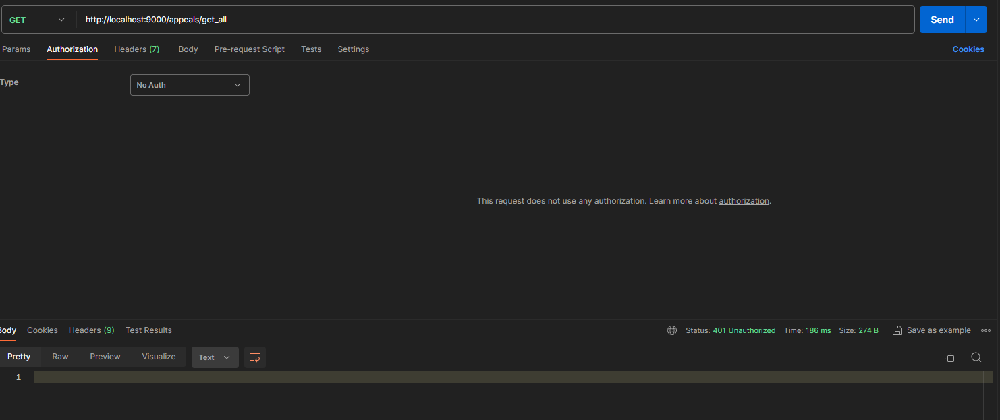 GET http://localhost:9000/appeals/get_all Send
Params Authorization Headers (7) Body Pre-request Script Tests Settings Cookies
Type No Auth
This request does not use any authorization. Learn more about authorization.
Body Cookies Headers (9) Test Results Status: 401 Unauthorized Time: 186 ms Size: 274 B Save as example
Pretty Raw Preview Visualize Text
1